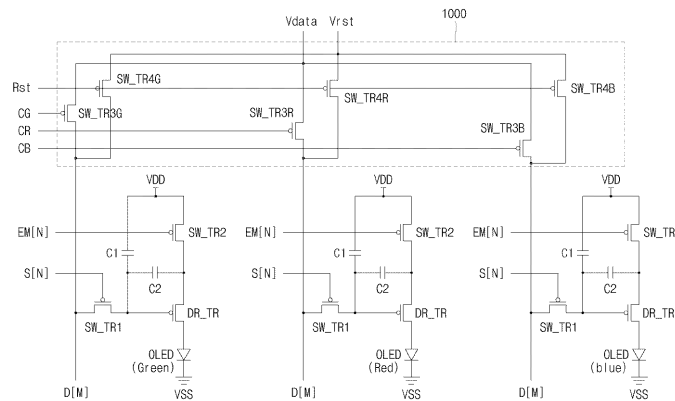 1000
Vdata Vrst
Rst SW_TR4G SW_TR4R SW_TR4B
CG SW_TR3G SW_TR3R
CR
CB SW_TR3B
VDD VDD VDD
EM[N] SW_TR2 EM[N] SW_TR2 EM[N] SW_TR
C1 C1 C1
S[N] S[N] S[N]
C2 C2 C2
DR_TR DR_TR DR_TR
SW_TR1 SW_TR1 SW_TR1
OLED OLED OLED
(Green) (Red) (blue)
D[M] VSS D[M] VSS D[M] VSS